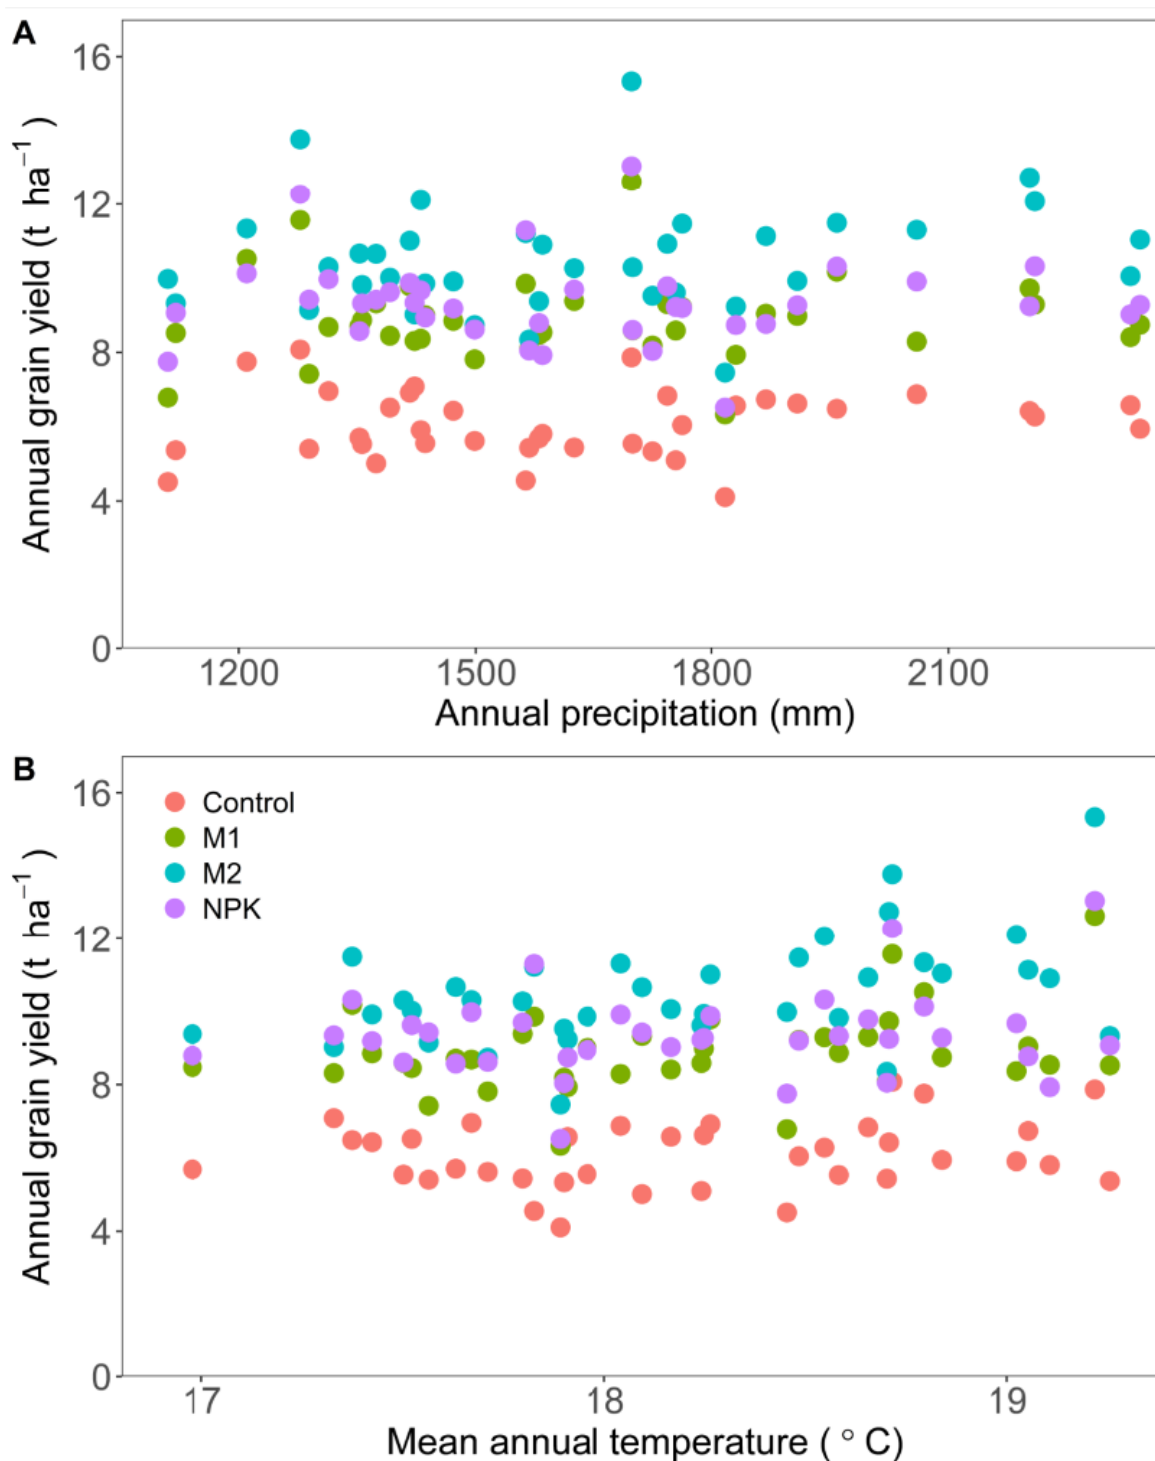 A
Annual grain yield (t ha⁻¹ )
16
12
8
4
0
1200 1500 1800 2100
Annual precipitation (mm)
B
Annual grain yield (t ha⁻¹ )
16
12
8
4
0
Control
M1
M2
NPK
17 18 19
Mean annual temperature ( ° C)